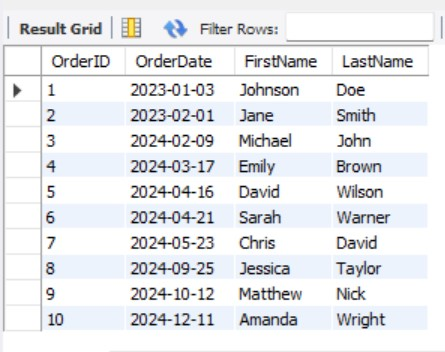 Result Grid Filter Rows:
OrderID OrderDate FirstName LastName
1 2023-01-03 Johnson Doe
2 2023-02-01 Jane Smith
3 2024-02-09 Michael John
4 2024-03-17 Emily Brown
5 2024-04-16 David Wilson
6 2024-04-21 Sarah Warner
7 2024-05-23 Chris David
8 2024-09-25 Jessica Taylor
9 2024-10-12 Matthew Nick
10 2024-12-11 Amanda Wright